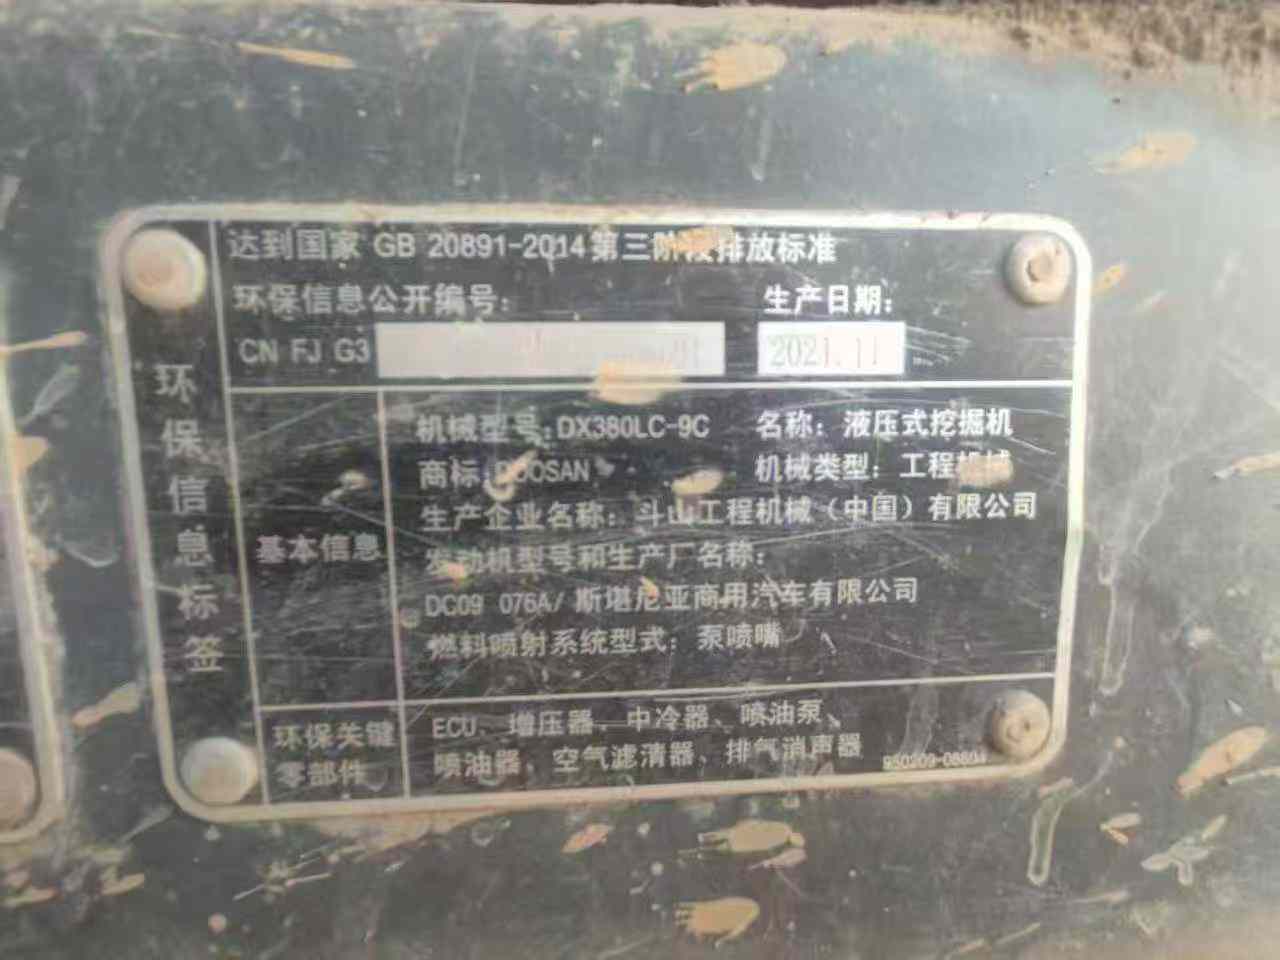 达到国家 GB 20891-2014第三阶段排放标准
环保信息公开编号: 生产日期:
CN FJ G3 2021.11
环保信息标签
基本信息
机械型号:DX380LC-9C 名称:液压式挖掘机
商标:DOOSAN 机械类型:工程机械
生产企业名称:斗山工程机械(中国)有限公司
发动机型号和生产厂名称:
DC09 076A/斯堪尼亚商用汽车有限公司
燃料喷射系统型式:泵喷嘴
环保关键
零部件
ECU、增压器、中冷器、喷油泵、
喷油器、空气滤清器、排气消声器